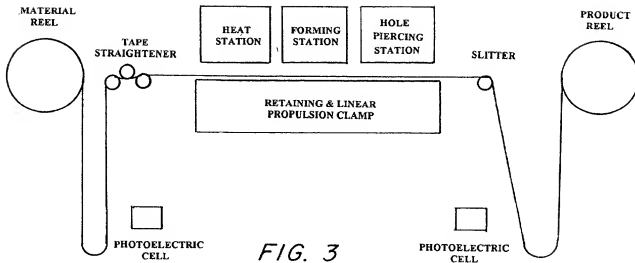 MATERIAL
REEL
TAPE
STRAIGHTENER
HEAT
STATION
FORMING
STATION
HOLE
PIERCING
STATION
SLITTER
PRODUCT
REEL
RETAINING & LINEAR
PROPULSION CLAMP
PHOTOELECTRIC
CELL
FIG. 3
PHOTOELECTRIC
CELL